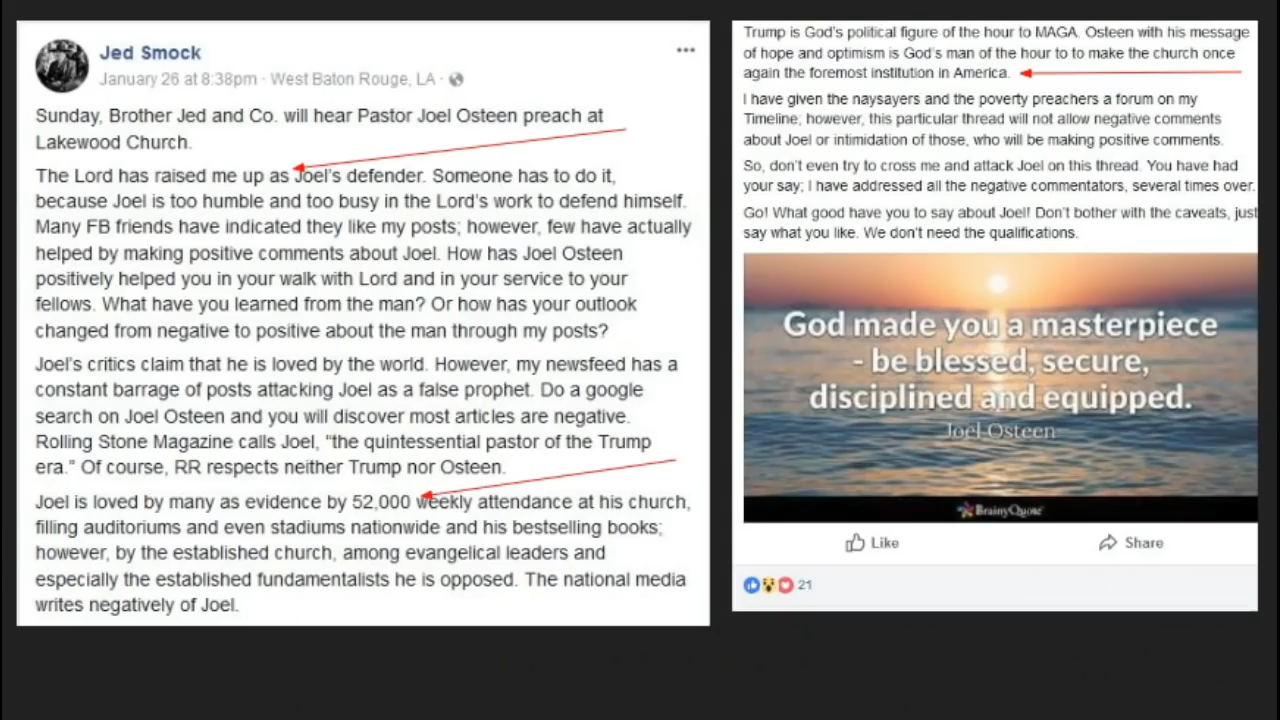 Jed Smock
January 26 at 8:38pm · West Baton Rouge, LA ·
Sunday, Brother Jed and Co. will hear Pastor Joel Osteen preach at
Lakewood Church.
The Lord has raised me up as Joel's defender. Someone has to do it,
because Joel is too humble and too busy in the Lord's work to defend himself.
Many FB friends have indicated they like my posts; however, few have actually
helped by making positive comments about Joel. How has Joel Osteen
positively helped you in your walk with Lord and in your service to your
fellows. What have you learned from the man? Or how has your outlook
changed from negative to positive about the man through my posts?
Joel's critics claim that he is loved by the world. However, my newsfeed has a
constant barrage of posts attacking Joel as a false prophet. Do a google
search on Joel Osteen and you will discover most articles are negative.
Rolling Stone Magazine calls Joel, "the quintessential pastor of the Trump
era." Of course, RR respects neither Trump nor Osteen.
Joel is loved by many as evidence by 52,000 weekly attendance at his church,
filling auditoriums and even stadiums nationwide and his bestselling books;
however, by the established church, among evangelical leaders and
especially the established fundamentalists he is opposed. The national media
writes negatively of Joel.
Trump is God's political figure of the hour to MAGA. Osteen with his message
of hope and optimism is God's man of the hour to to make the church once
again the foremost institution in America.
I have given the naysayers and the poverty preachers a forum on my
Timeline; however, this particular thread will not allow negative comments
about Joel or intimidation of those, who will be making positive comments.
So, don't even try to cross me and attack Joel on this thread. You have had
your say; I have addressed all the negative commentators, several times over.
Go! What good have you to say about Joel! Don't bother with the caveats, just
say what you like. We don't need the qualifications.
God made you a masterpiece
- be blessed, secure,
disciplined and equipped.
Joel Osteen
BrainyQuote
Like
Share
21